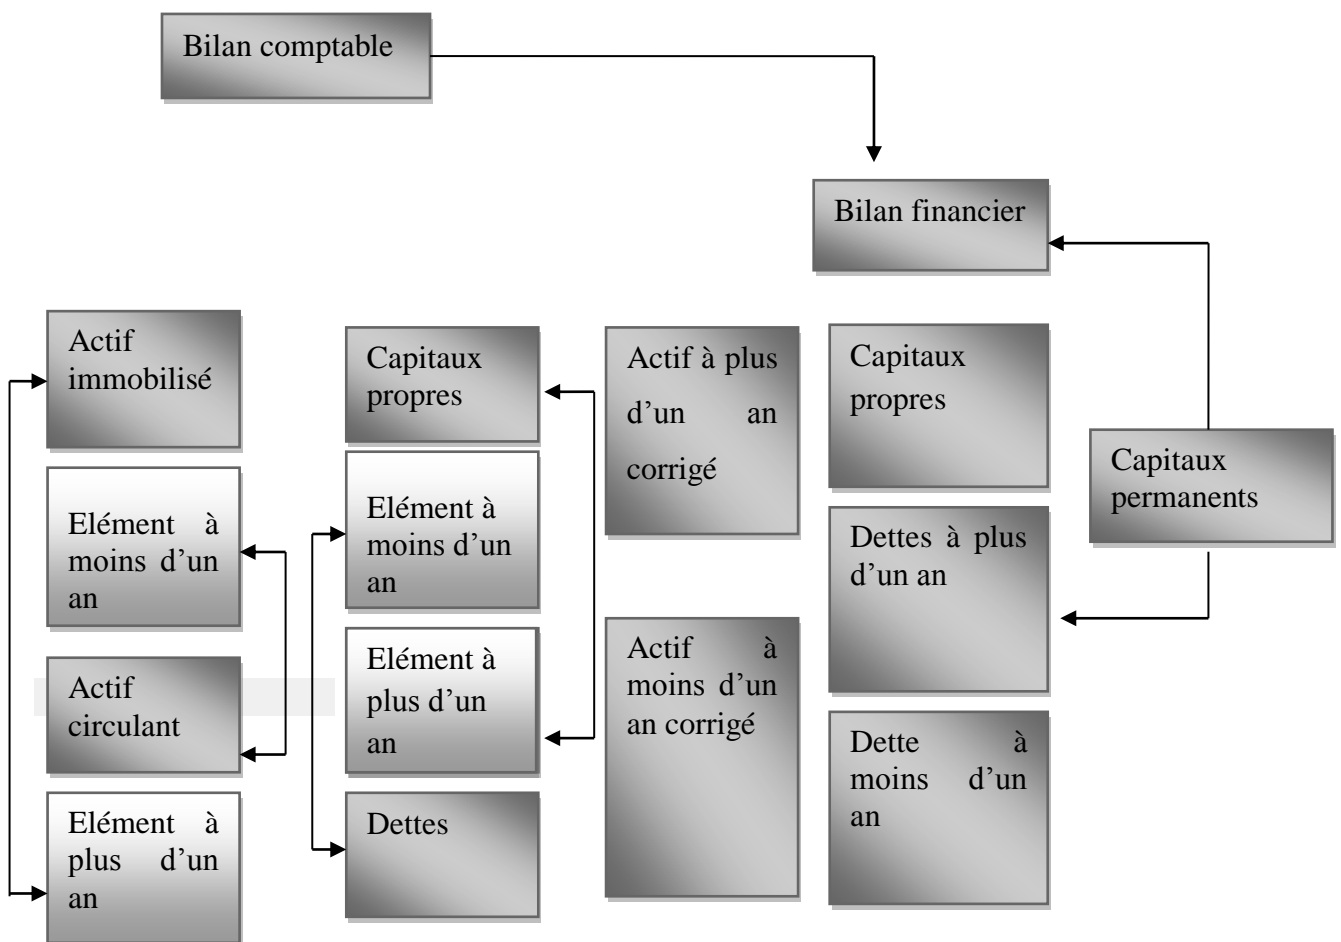 Bilan comptable
Bilan financier
Actif
immobilisé
Elément à
moins d'un
an
Actif
circulant
Elément à
plus d'un
an
Capitaux
propres
Elément à
moins d'un
an
Elément à
plus d'un
an
Dettes
Actif à plus
d'un an
corrigé
Actif à
moins d'un
an corrigé
Capitaux
propres
Dettes à plus
d'un an
Dette à
moins d'un
an
Capitaux
permanents